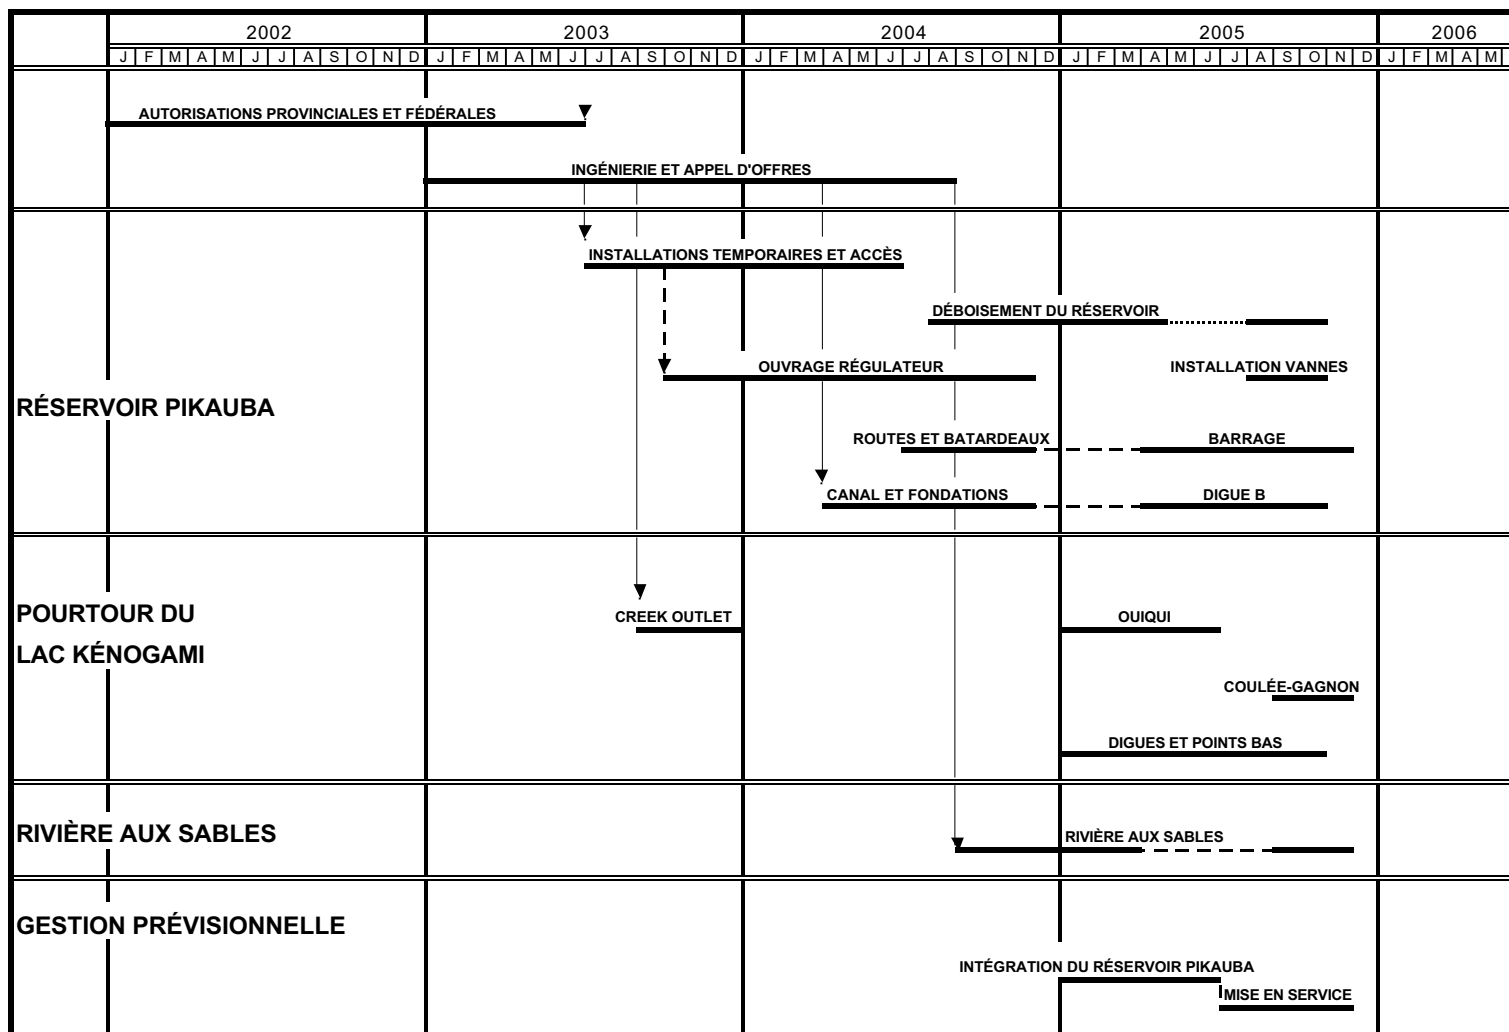 2002 2003 2004 2005 2006
J F M A M J J A S O N D J F M A M J J A S O N D J F M A M J J A S O N D J F M A M J J A S O N D J F M A M
AUTORISATIONS PROVINCIALES ET FÉDÉRALES
INGÉNIERIE ET APPEL D'OFFRES
INSTALLATIONS TEMPORAIRES ET ACCÈS
DÉBOISEMENT DU RÉSERVOIR
OUVRAGE RÉGULATEUR INSTALLATION VANNES
RÉSERVOIR PIKAUBA
ROUTES ET BATARDEAUX BARRAGE
CANAL ET FONDATIONS DIGUE B
POURTOUR DU
CREEK OUTLET OUIQUI
LAC KÉNOGAMI
COULÉE-GAGNON
DIGUES ET POINTS BAS
RIVIÈRE AUX SABLES RIVIÈRE AUX SABLES
GESTION PRÉVISIONNELLE
INTÉGRATION DU RÉSERVOIR PIKAUBA
MISE EN SERVICE